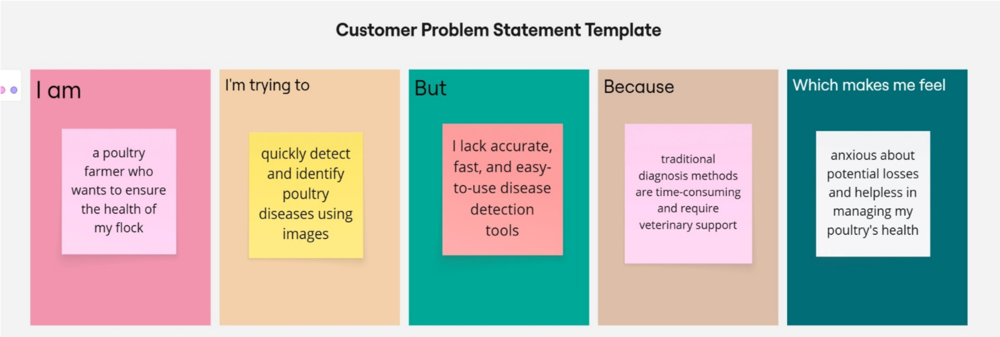 Customer Problem Statement Template
I am
a poultry
farmer who
wants to ensure
the health of
my flock
I'm trying to
quickly detect
and identify
poultry
diseases using
images
But
I lack accurate,
fast, and easy-
to-use disease
detection
tools
Because
traditional
diagnosis methods
are time-consuming
and require
veterinary support
Which makes me feel
anxious about
potential losses
and helpless in
managing my
poultry's health